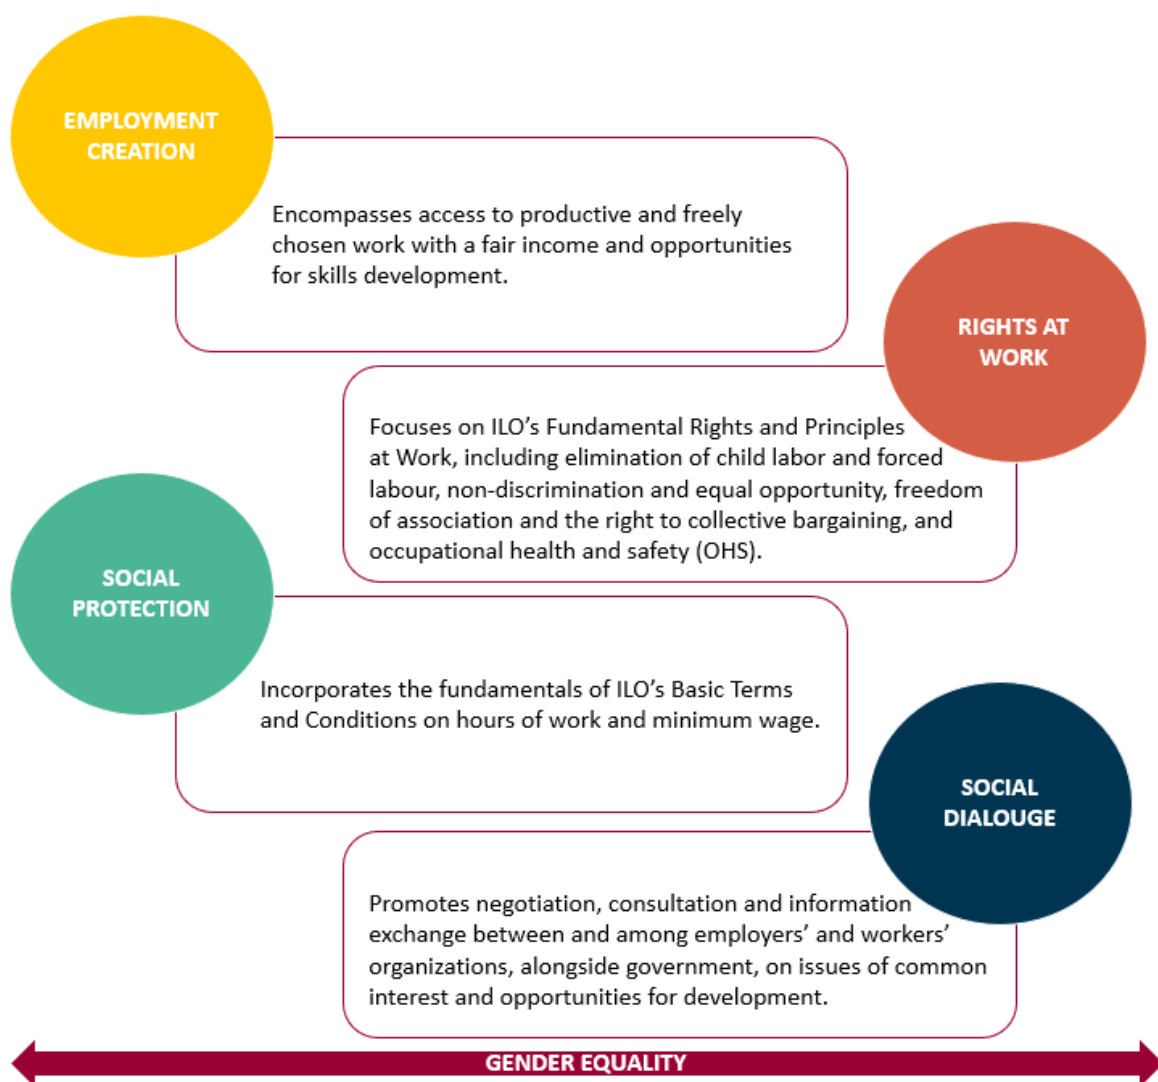 EMPLOYMENT
CREATION
Encompasses access to productive and freely
chosen work with a fair income and opportunities
for skills development.
RIGHTS AT
WORK
Focuses on ILO’s Fundamental Rights and Principles
at Work, including elimination of child labor and forced
labour, non-discrimination and equal opportunity, freedom
of association and the right to collective bargaining, and
occupational health and safety (OHS).
SOCIAL
PROTECTION
Incorporates the fundamentals of ILO’s Basic Terms
and Conditions on hours of work and minimum wage.
SOCIAL
DIALOUGE
Promotes negotiation, consultation and information
exchange between and among employers’ and workers’
organizations, alongside government, on issues of common
interest and opportunities for development.
GENDER EQUALITY